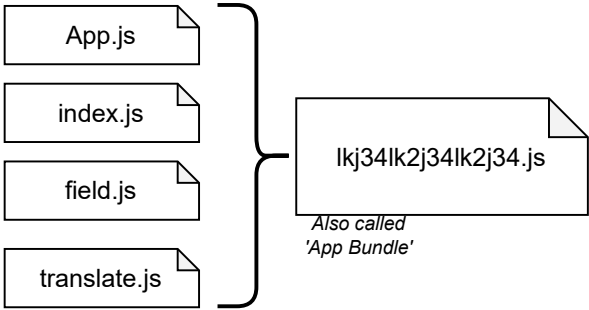 App.js
index.js
field.js
translate.js
lkj34lk2j34lk2j34.js
Also called
'App Bundle'